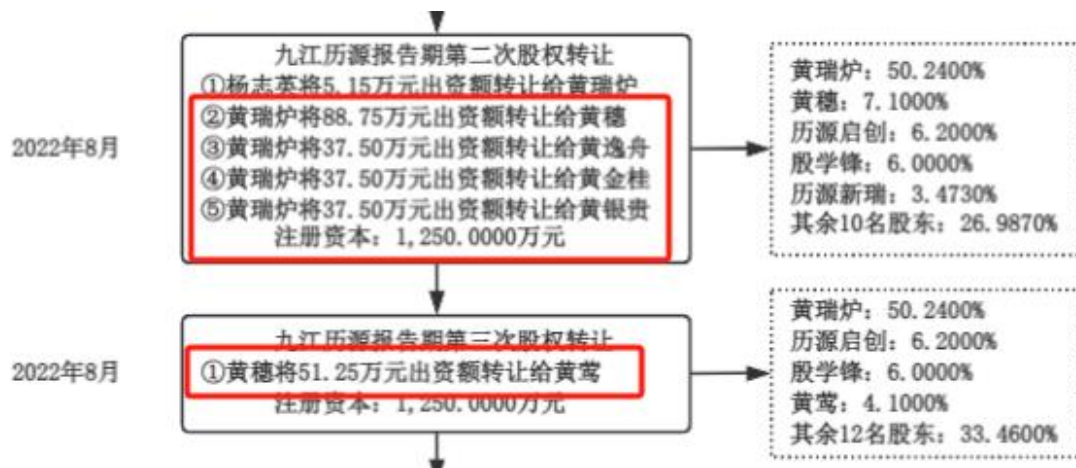 九江历源报告期第二次股权转让
①杨志英将5.15万元出资额转让给黄瑞炉
②黄瑞炉将88.75万元出资额转让给黄穗
③黄瑞炉将37.50万元出资额转让给黄逸舟
④黄瑞炉将37.50万元出资额转让给黄金桂
⑤黄瑞炉将37.50万元出资额转让给黄银贵
注册资本：1,250.0000万元
2022年8月
黄瑞炉：50.2400%
黄穗：7.1000%
历源启创：6.2000%
殷学锋：6.0000%
历源新瑞：3.4730%
其余10名股东：26.9870%
九江历源报告期第三次股权转让
①黄穗将51.25万元出资额转让给黄莺
注册资本：1,250.0000万元
2022年8月
黄瑞炉：50.2400%
历源启创：6.2000%
殷学锋：6.0000%
黄莺：4.1000%
其余12名股东：33.4600%